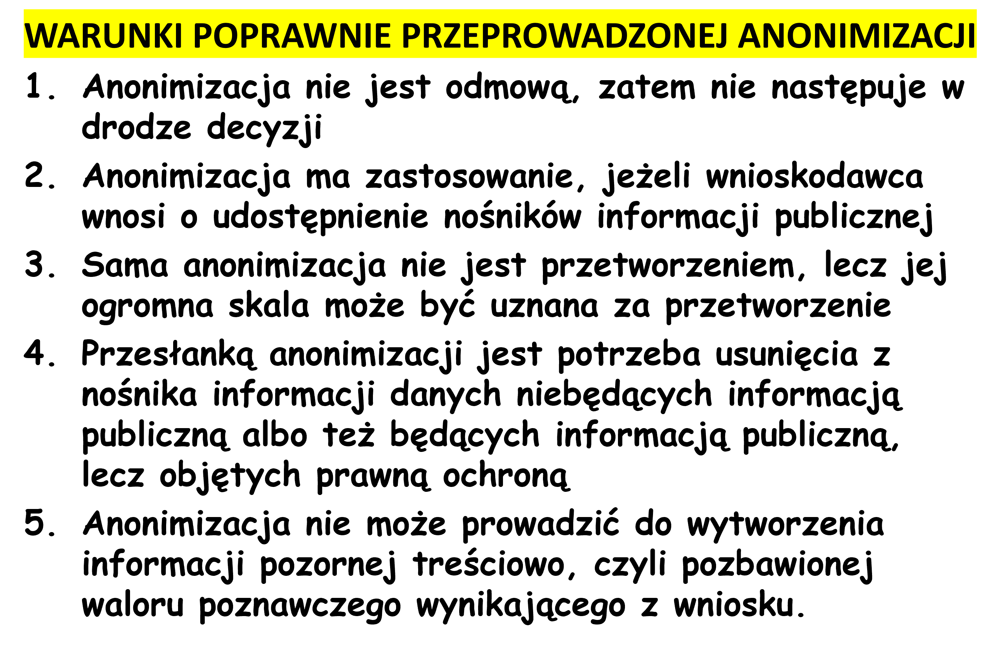 WARUNKI POPRAWNIE PRZEPROWADZONEJ ANONIMIZACJI
1. Anonimizacja nie jest odmową, zatem nie następuje w
drodze decyzji
2. Anonimizacja ma zastosowanie, jeżeli wnioskodawca
wnosi o udostępnienie nośników informacji publicznej
3. Sama anonimizacja nie jest przetworzeniem, lecz jej
ogromna skala może być uznana za przetworzenie
4. Przesłanką anonimizacji jest potrzeba usunięcia z
nośnika informacji danych niebędących informacją
publiczną albo też będących informacją publiczną,
lecz objętych prawną ochroną
5. Anonimizacja nie może prowadzić do wytworzenia
informacji pozornej treściowo, czyli pozbawionej
waloru poznawczego wynikającego z wniosku.